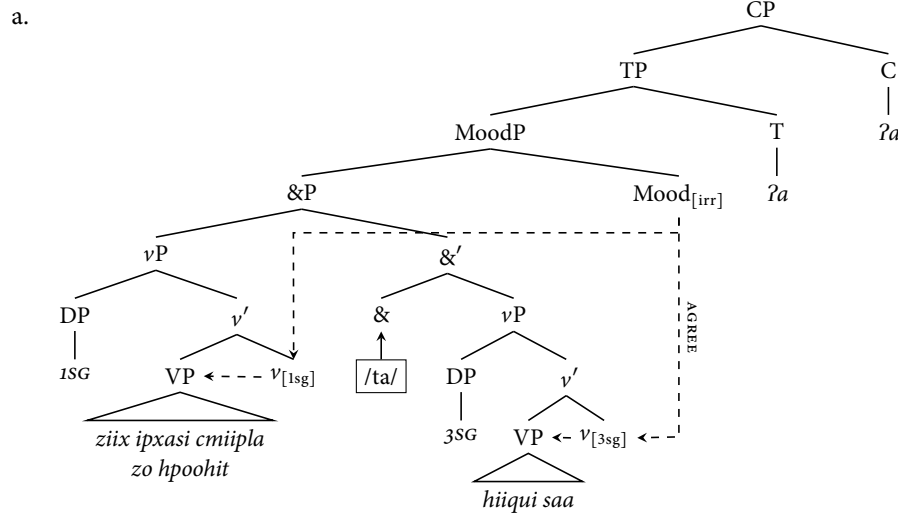 a.
CP
TP C
MoodP T ʔa
&P Mood[irr] ʔa
vP &′
DP v′ & vP AGREE
1SG VP v[1sg] /ta/ DP v′
ziix ipxasi cmiipla 3SG VP v[3sg]
zo hpoohit
hiiqui saa